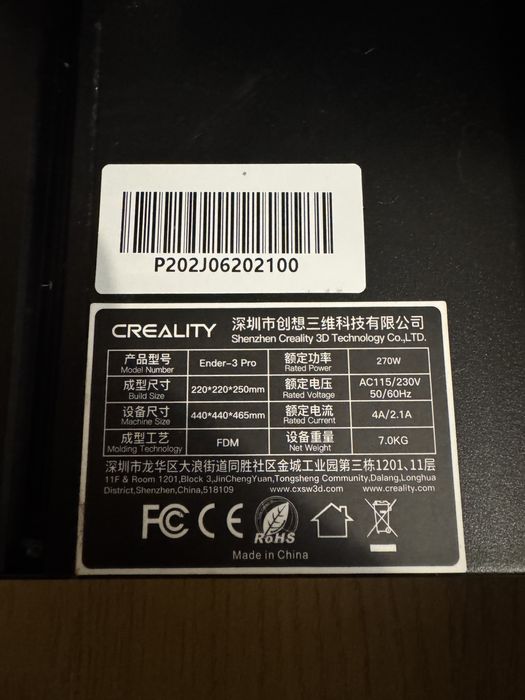 P202J06202100
CREALITY 深圳市创想三维科技有限公司
Shenzhen Creality 3D Technology Co.,LTD.
产品型号 Ender-3 Pro 额定功率 270W
Model Number Rated Power
成型尺寸 220*220*250mm 额定电压 AC115/230V
Build Size Rated Voltage 50/60Hz
设备尺寸 440*440*465mm 额定电流 4A/2.1A
Machine Size Rated Current
成型工艺 FDM 设备重量 7.0KG
Molding Technology Net Weight
深圳市龙华区大浪街道同胜社区金城工业园第三栋1201、11层
11F & Room 1201,Block 3,JinChengYuan,Tongsheng Community,Dalang,Longhua
District,Shenzhen,China,518109 www.cxsw3d.com www.creality.com
FC CE RoHS
Made in China